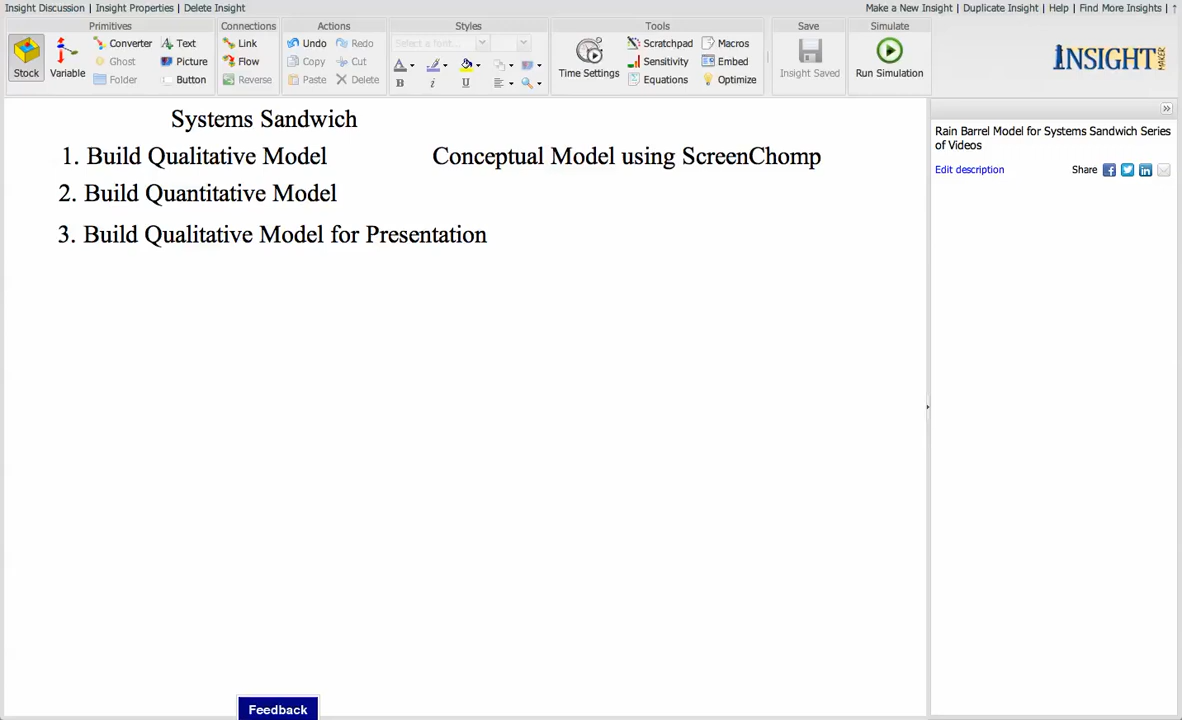 Insight Discussion | Insight Properties | Delete Insight
Make a New Insight | Duplicate Insight | Help | Find More Insights | ↑
Primitives
Connections
Actions
Styles
Tools
Save
Simulate
Stock
Variable
Converter
Ghost
Folder
Text
Picture
Button
Link
Flow
Reverse
Undo
Redo
Copy
Cut
Paste
Delete
Select a font...
A
B
i
U
Time Settings
Scratchpad
Sensitivity
Equations
Macros
Embed
Optimize
Insight Saved
Run Simulation
INSIGHT MAKER
Systems Sandwich
1. Build Qualitative Model
Conceptual Model using ScreenChomp
2. Build Quantitative Model
3. Build Qualitative Model for Presentation
Rain Barrel Model for Systems Sandwich Series
of Videos
Edit description
Share
Feedback